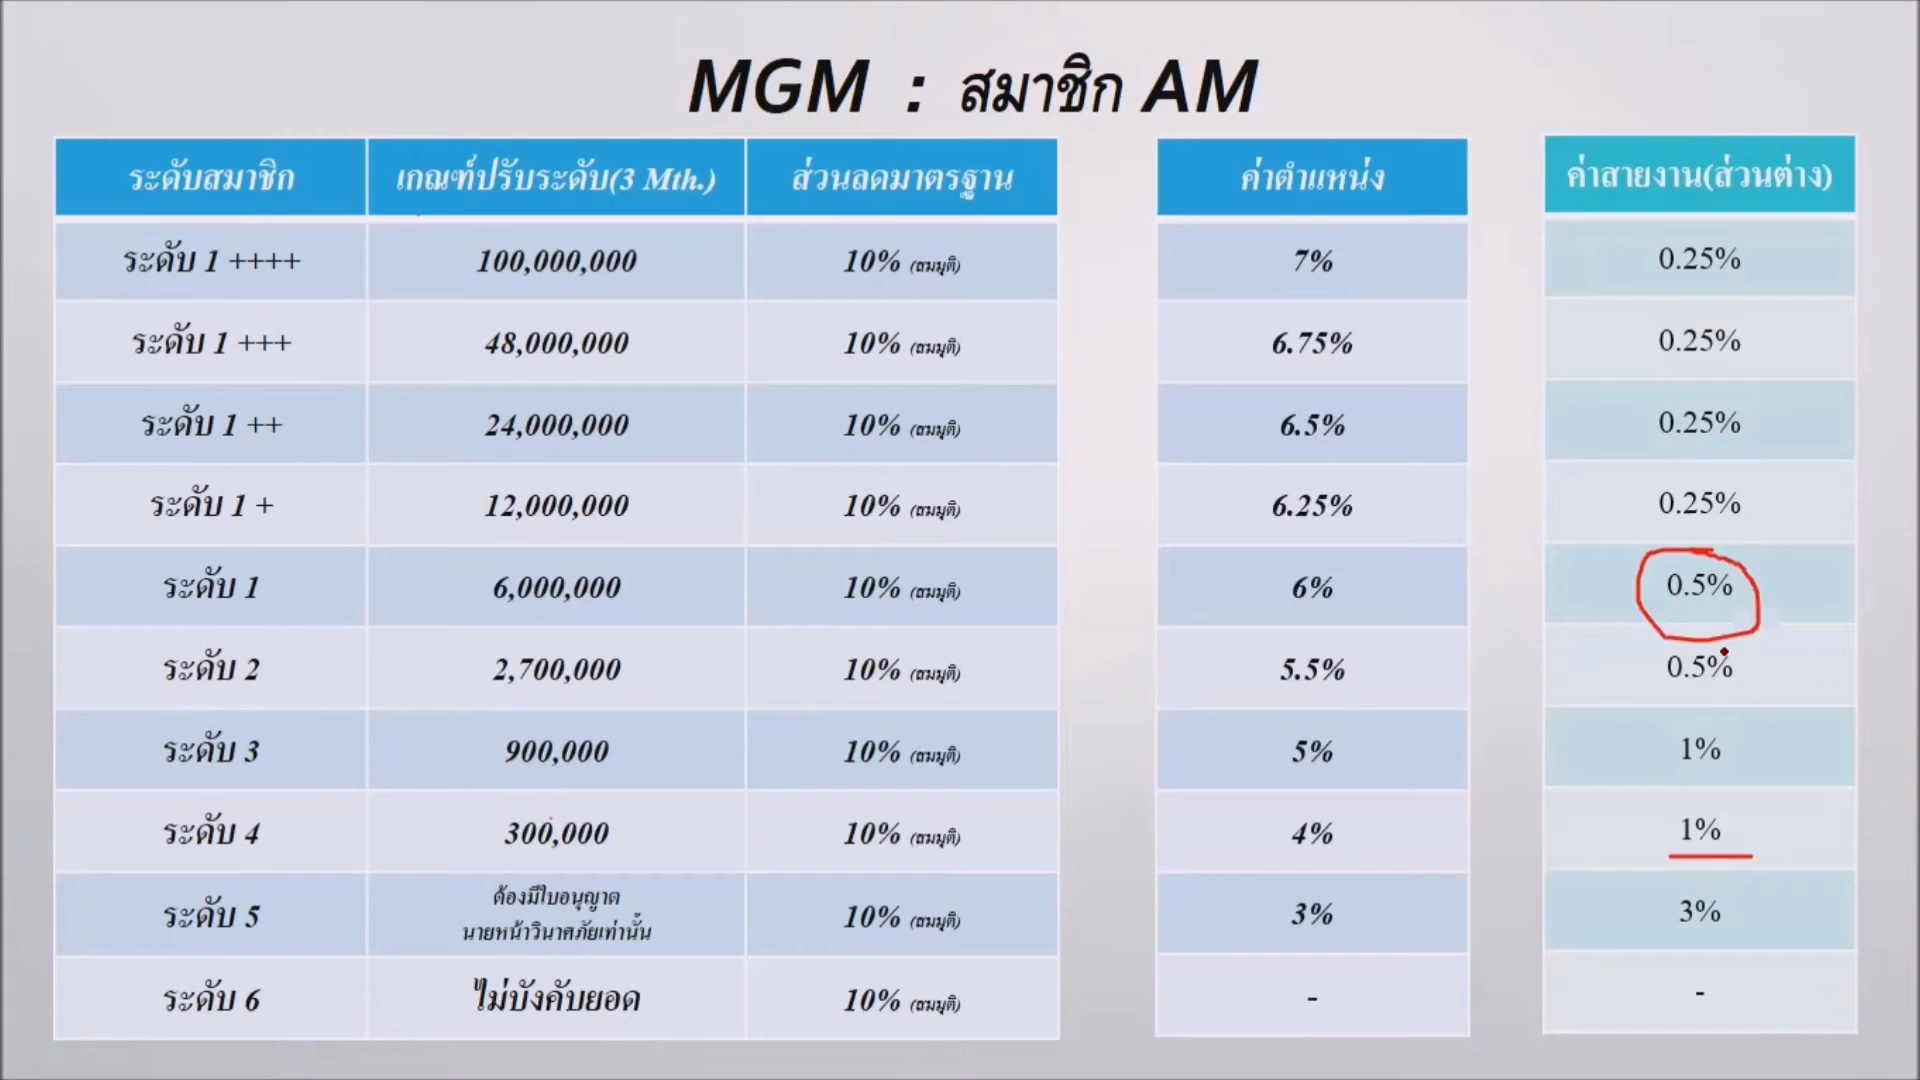 MGM : สมาชิก AM
ระดับสมาชิก เกณฑ์ปรับระดับ(3 Mth.) ส่วนลดมาตรฐาน ค่าตำแหน่ง ค่าสายงาน(ส่วนต่าง)
ระดับ 1 ++++ 100,000,000 10% (สมมุติ) 7% 0.25%
ระดับ 1 +++ 48,000,000 10% (สมมุติ) 6.75% 0.25%
ระดับ 1 ++ 24,000,000 10% (สมมุติ) 6.5% 0.25%
ระดับ 1 + 12,000,000 10% (สมมุติ) 6.25% 0.25%
ระดับ 1 6,000,000 10% (สมมุติ) 6% 0.5%
ระดับ 2 2,700,000 10% (สมมุติ) 5.5% 0.5%
ระดับ 3 900,000 10% (สมมุติ) 5% 1%
ระดับ 4 300,000 10% (สมมุติ) 4% 1%
ระดับ 5 ต้องมีใบอนุญาต
นายหน้าวินาศภัยเท่านั้น 10% (สมมุติ) 3% 3%
ระดับ 6 ไม่บังคับยอด 10% (สมมุติ) - -